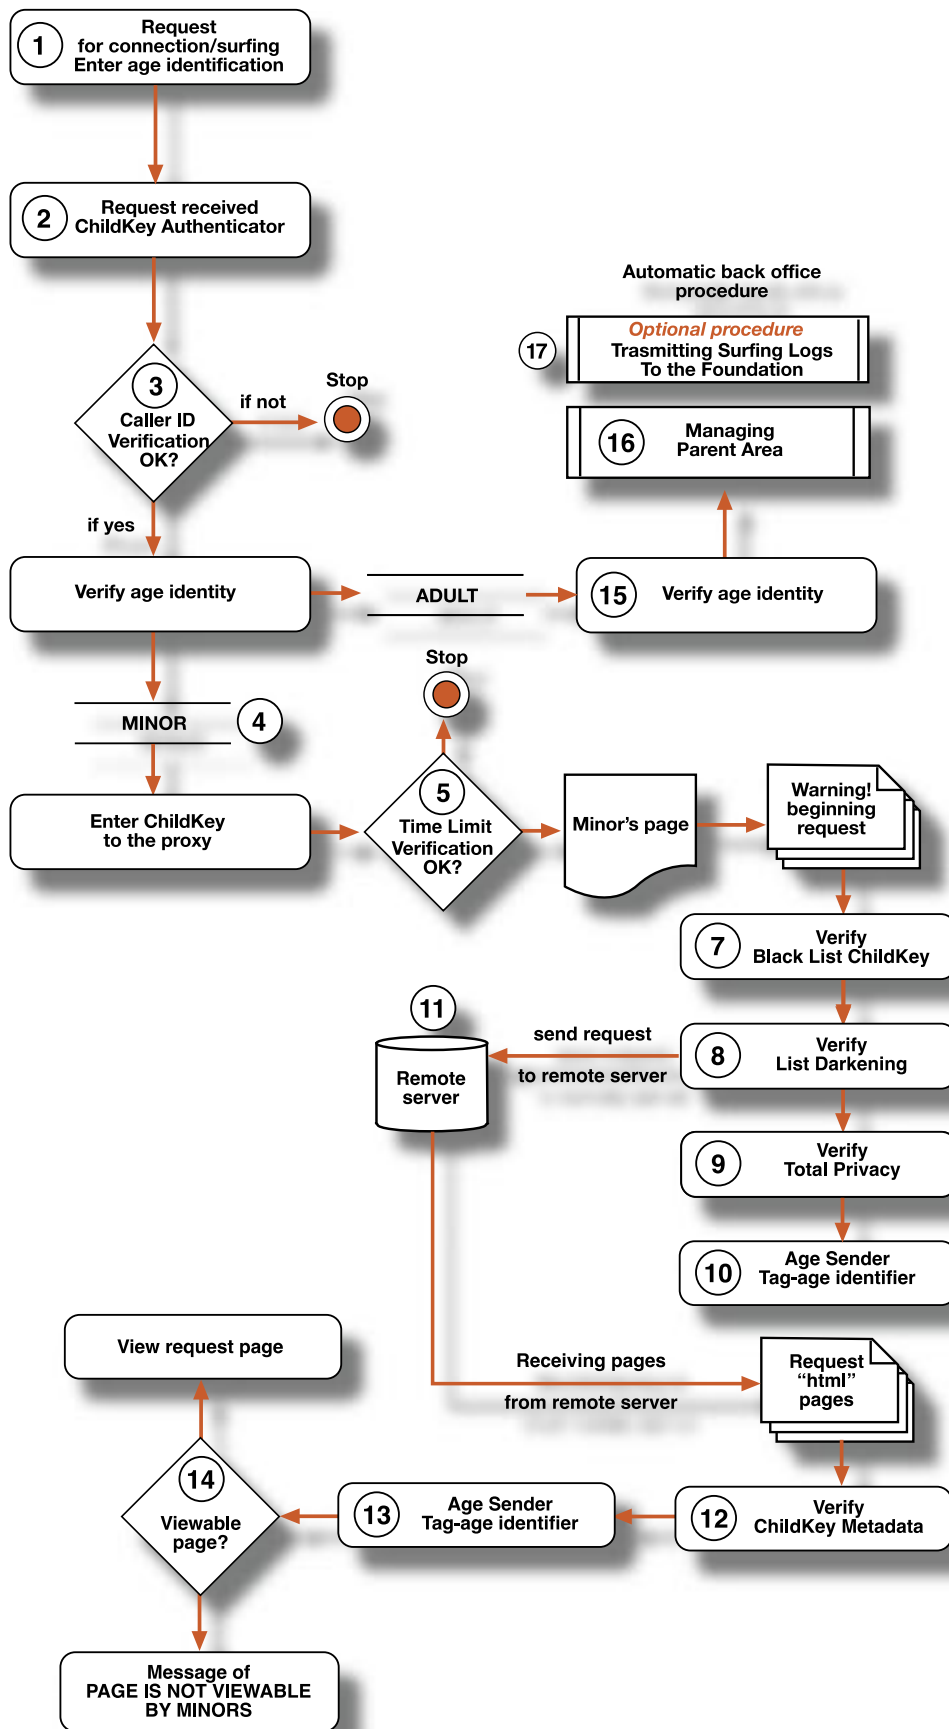 1
Request
for connection/surfing
Enter age identification
2
Request received
ChildKey Authenticator
Automatic back office
procedure
17
Optional procedure
Trasmitting Surfing Logs
To the Foundation
3
Caller ID
Verification
OK?
if not
Stop
16
Managing
Parent Area
if yes
Verify age identity
ADULT
15
Verify age identity
MINOR
4
Stop
Enter ChildKey
to the proxy
5
Time Limit
Verification
OK?
Minor's page
Warning!
beginning
request
7
Verify
Black List ChildKey
11
Remote
server
send request
to remote server
8
Verify
List Darkening
9
Verify
Total Privacy
10
Age Sender
Tag-age identifier
View request page
Receiving pages
from remote server
Request
“html”
pages
14
Viewable
page?
13
Age Sender
Tag-age identifier
12
Verify
ChildKey Metadata
Message of
PAGE IS NOT VIEWABLE
BY MINORS